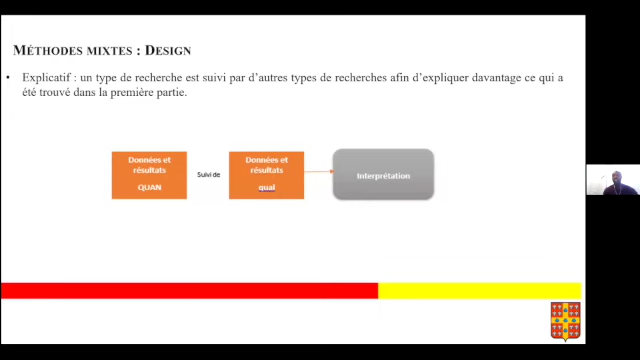 MÉTHODES MIXTES : DESIGN
• Explicatif : un type de recherche est suivi par d'autres types de recherches afin d'expliquer davantage ce qui a
été trouvé dans la première partie.
Données et
résultats
QUAN
Suivi de
Données et
résultats
qual
Interprétation